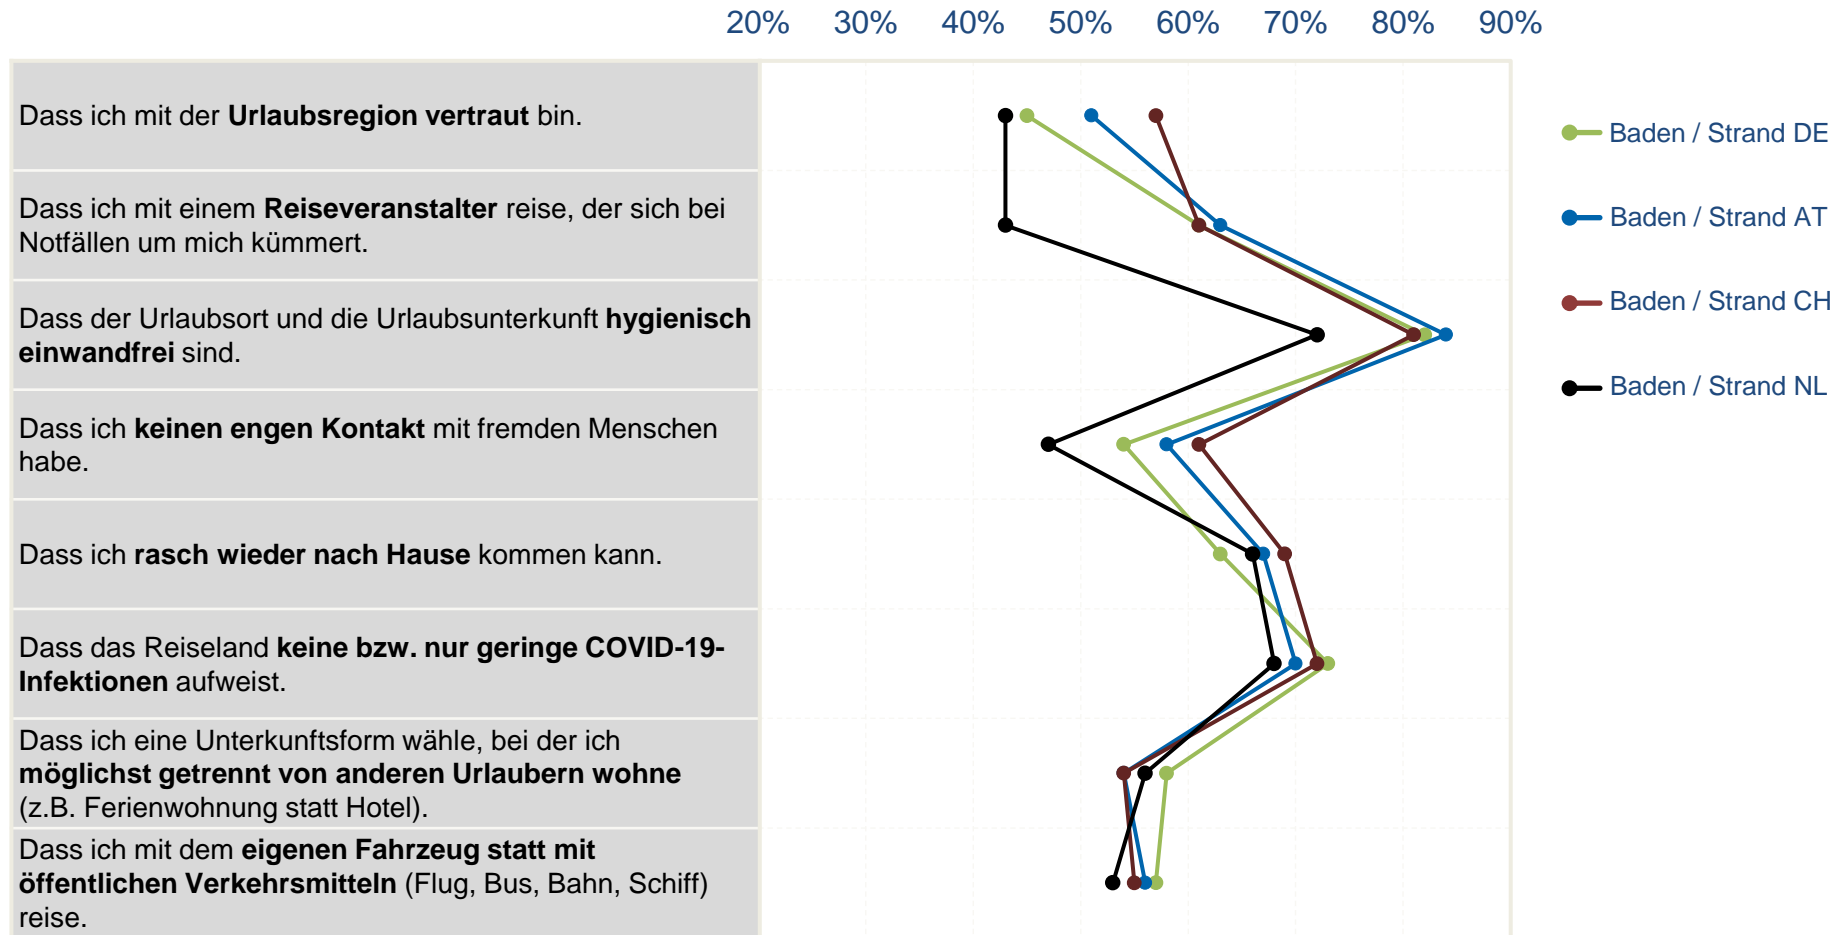 20% 30% 40% 50% 60% 70% 80% 90%
Dass ich mit der Urlaubsregion vertraut bin.
Dass ich mit einem Reiseveranstalter reise, der sich bei
Notfällen um mich kümmert.
Dass der Urlaubsort und die Urlaubsunterkunft hygienisch
einwandfrei sind.
Dass ich keinen engen Kontakt mit fremden Menschen
habe.
Dass ich rasch wieder nach Hause kommen kann.
Dass das Reiseland keine bzw. nur geringe COVID-19-
Infektionen aufweist.
Dass ich eine Unterkunftsform wähle, bei der ich
möglichst getrennt von anderen Urlaubern wohne
(z.B. Ferienwohnung statt Hotel).
Dass ich mit dem eigenen Fahrzeug statt mit
öffentlichen Verkehrsmitteln (Flug, Bus, Bahn, Schiff)
reise.
Baden / Strand DE
Baden / Strand AT
Baden / Strand CH
Baden / Strand NL